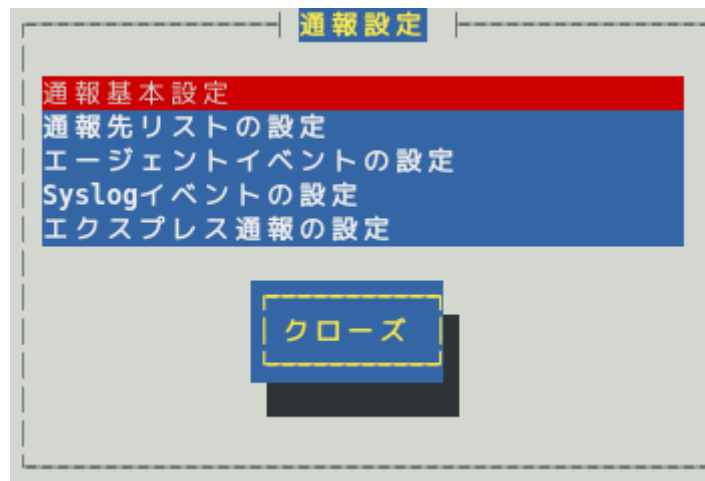 通報設定
通報基本設定
通報先リストの設定
エージェントイベントの設定
Syslogイベントの設定
エクスプレス通報の設定
クローズ